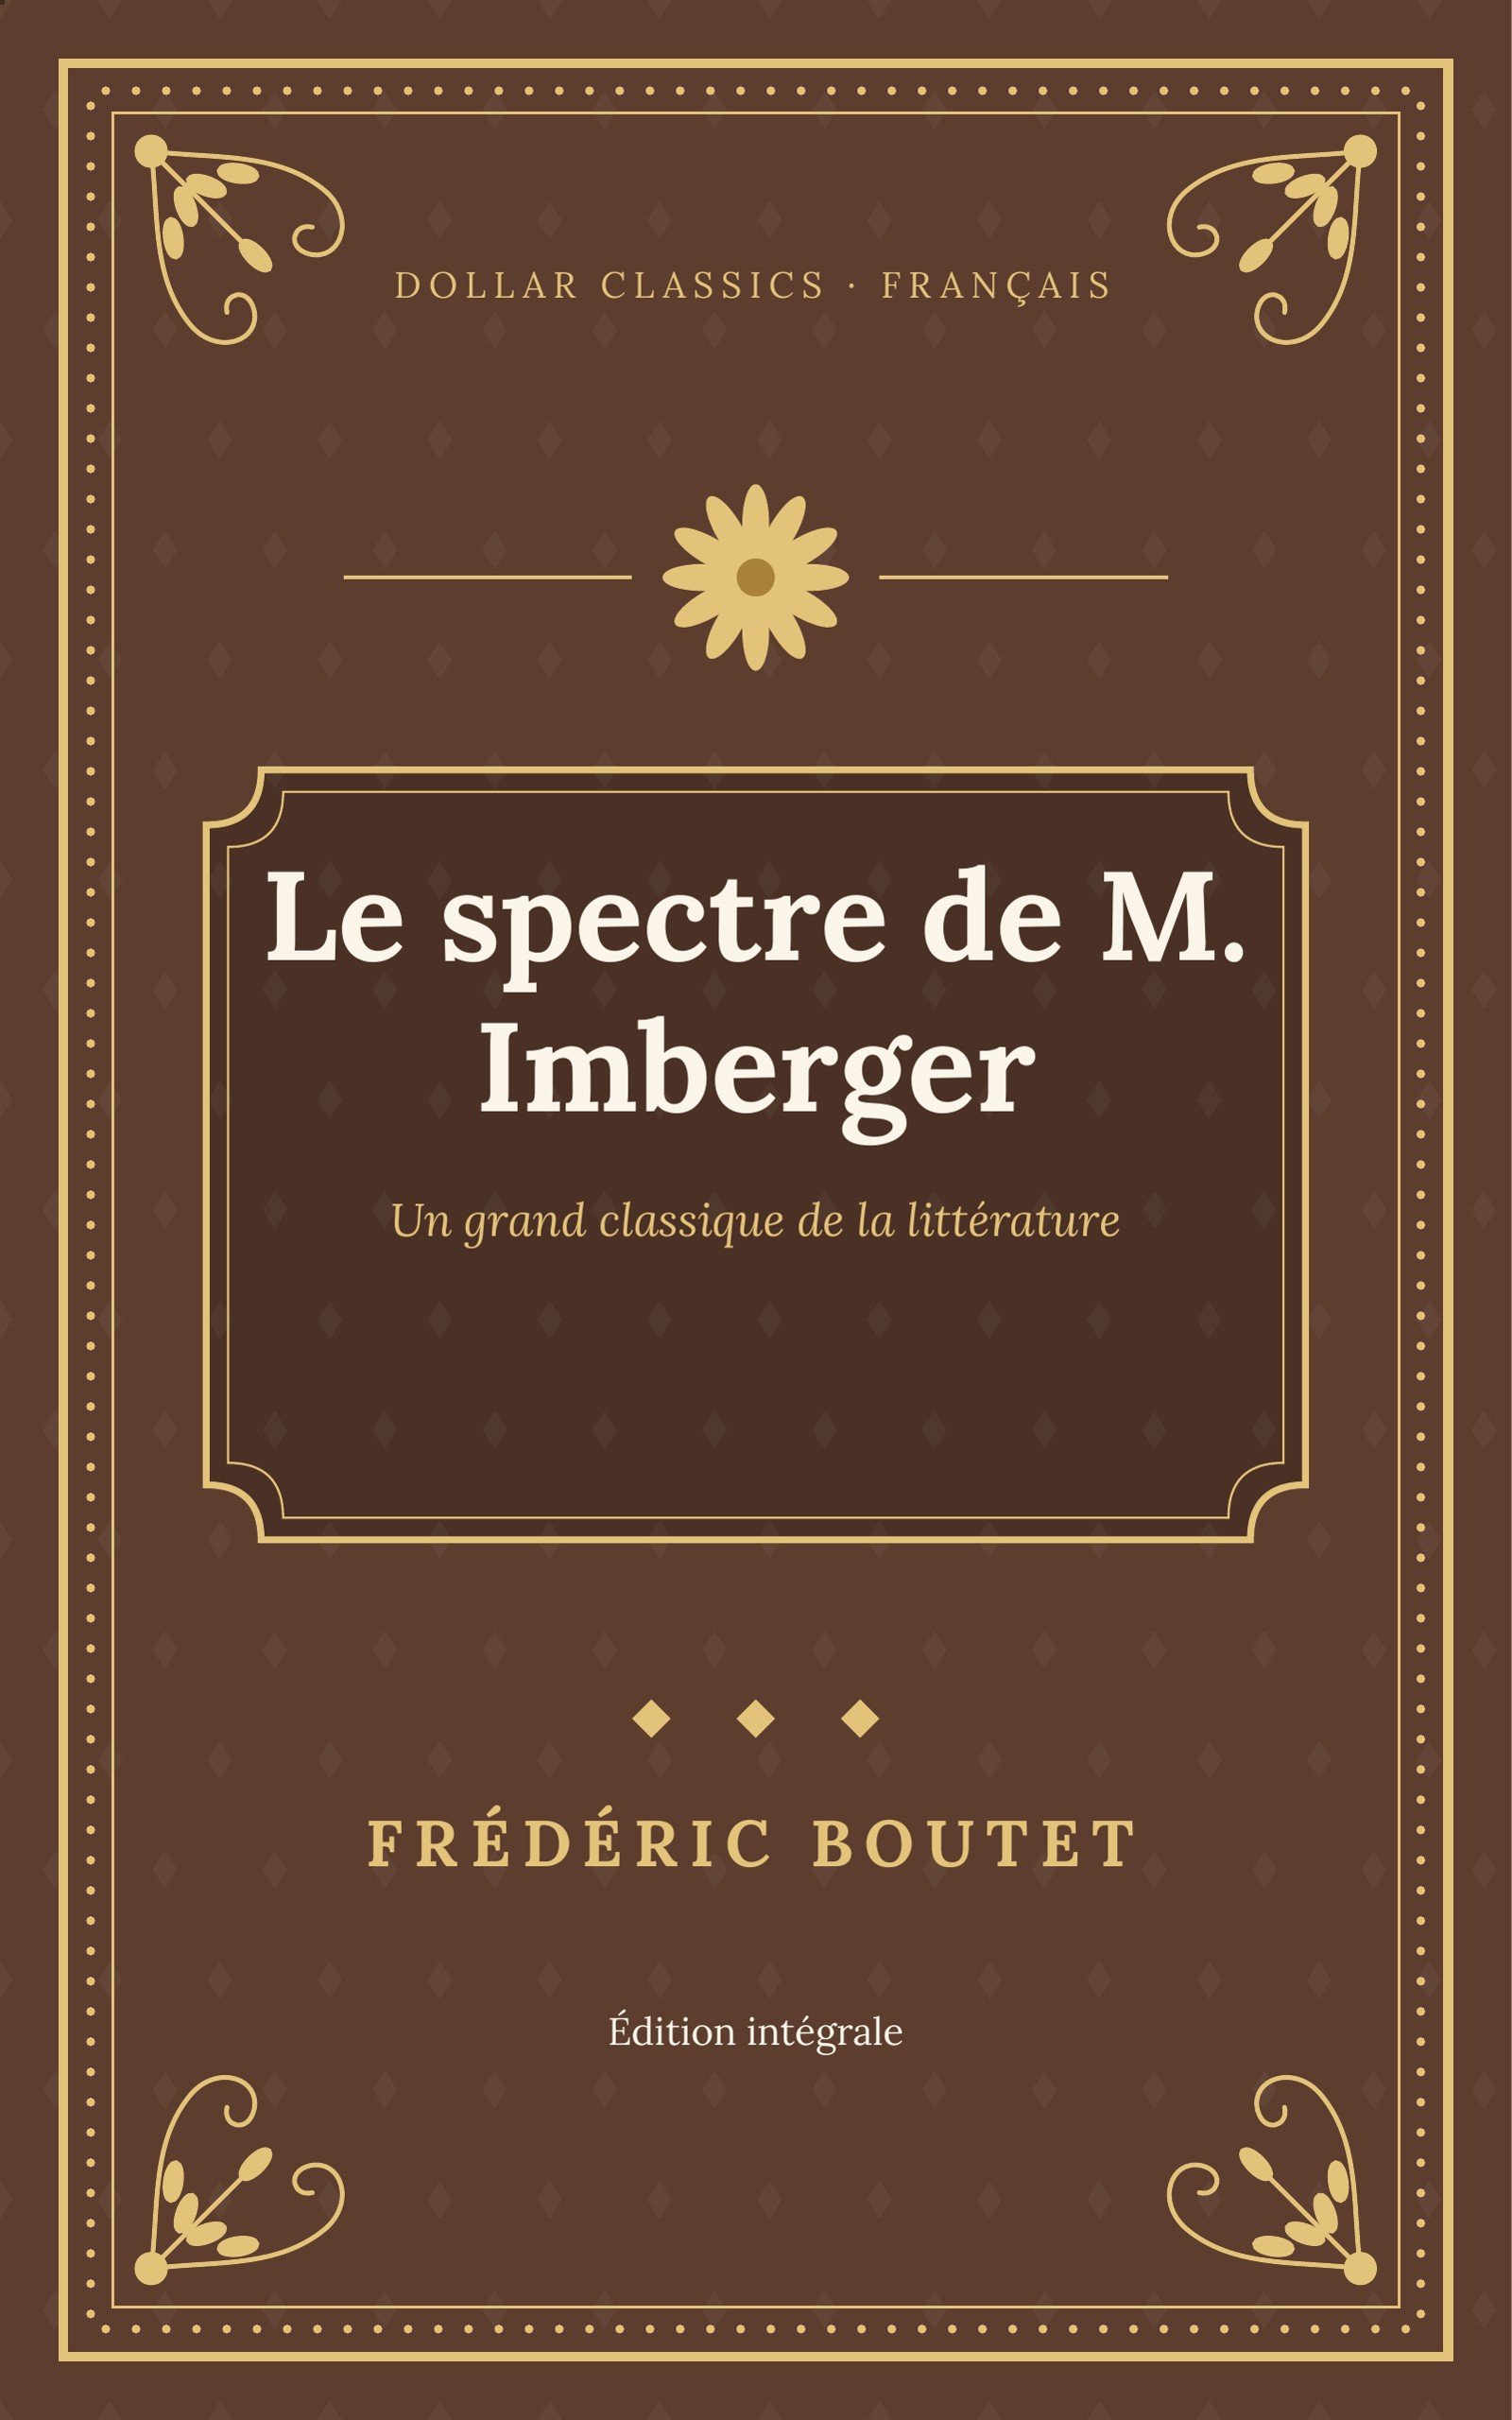 DOLLAR CLASSICS · FRANÇAIS
Le spectre de M.
Imberger
Un grand classique de la littérature
FRÉDÉRIC BOUTET
Édition intégrale